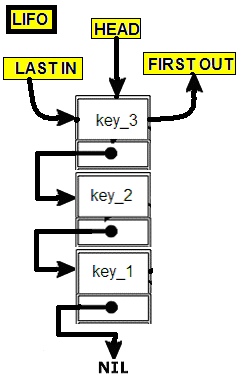 LIFO
HEAD
LAST IN
FIRST OUT
key_3
key_2
key_1
NIL